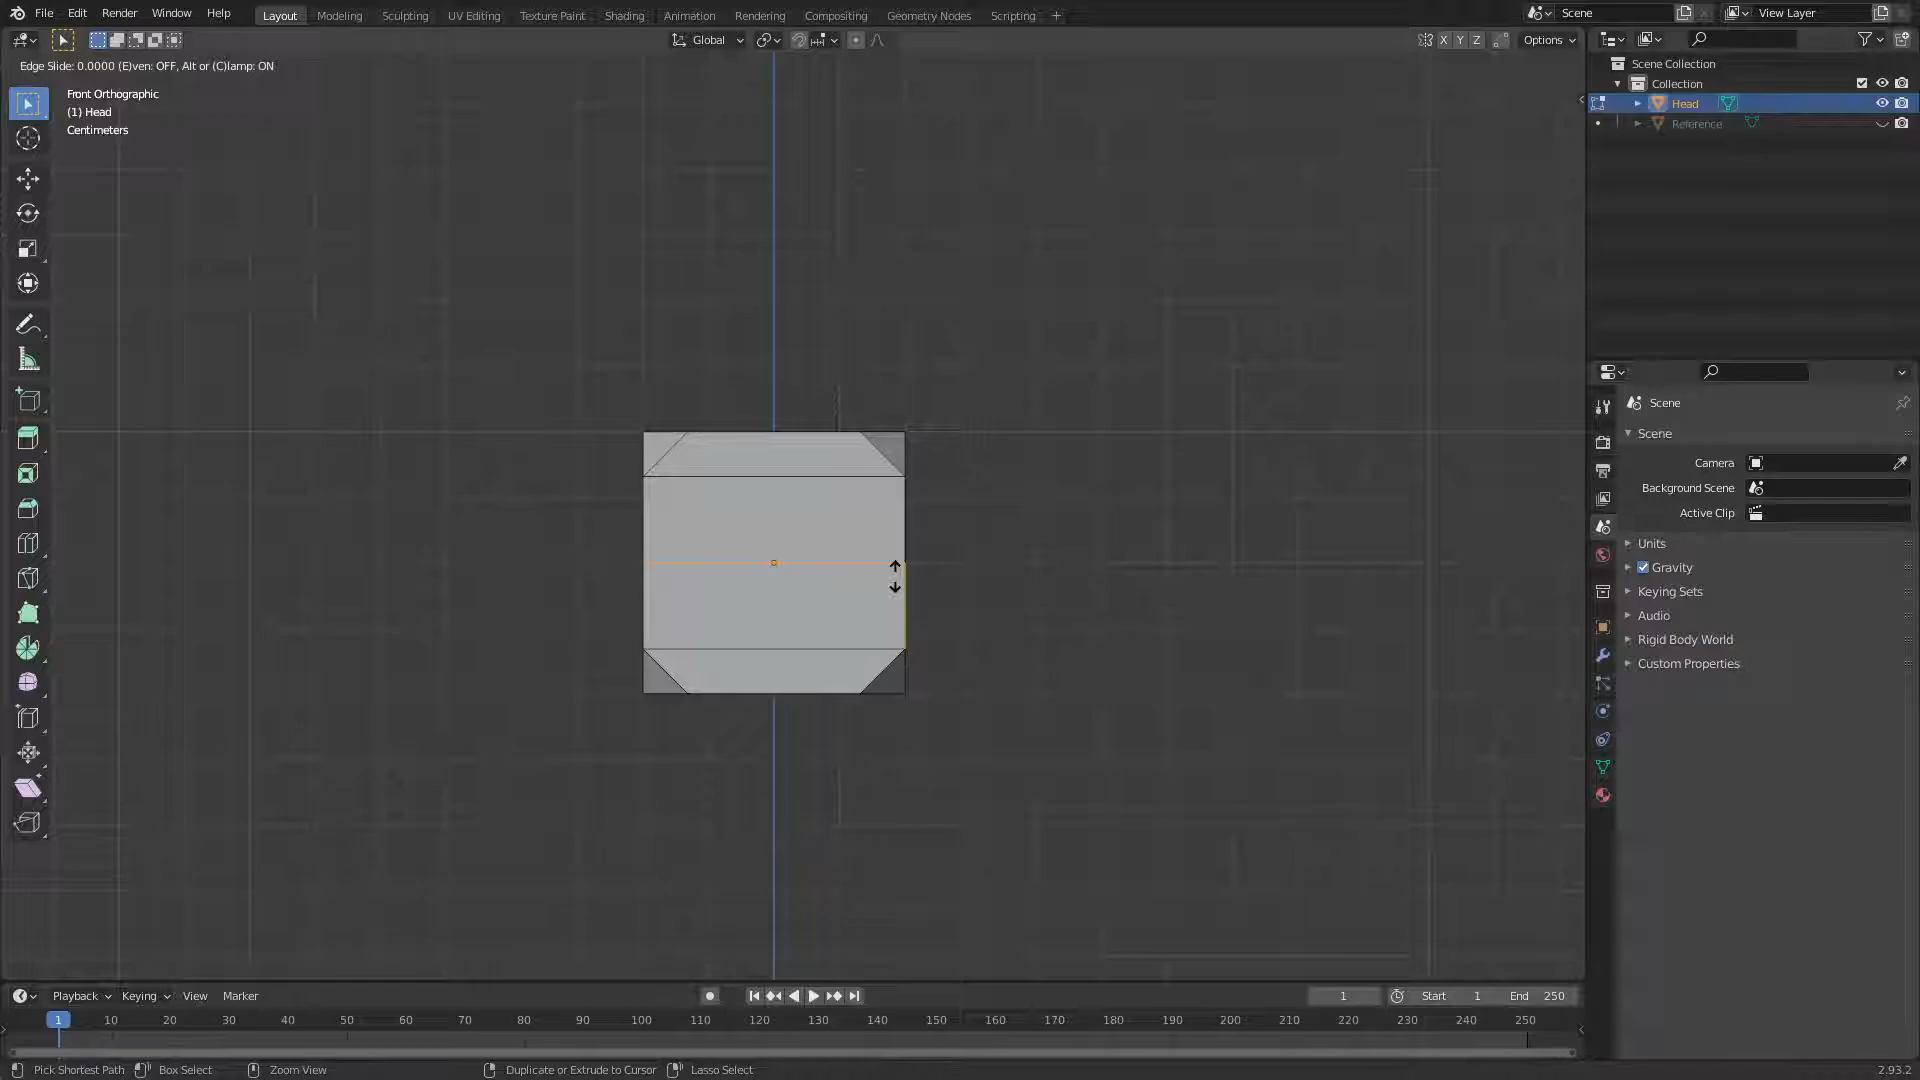 File Edit Render Window Help Layout Modeling Sculpting UV Editing Texture Paint Shading Animation Rendering Compositing Geometry Nodes Scripting + Scene View Layer
Global X Y Z Options
Edge Slide: 0.0000 (E)ven: OFF, Alt or (C)lamp: ON
Front Orthographic
(1) Head
Centimeters
Scene Collection
Collection
Head
Reference
Scene
Scene
Camera
Background Scene
Active Clip
Units
Gravity
Keying Sets
Audio
Rigid Body World
Custom Properties
Playback Keying View Marker 1 Start 1 End 250
1 10 20 30 40 50 60 70 80 90 100 110 120 130 140 150 160 170 180 190 200 210 220 230 240 250
Pick Shortest Path Box Select Zoom View Duplicate or Extrude to Cursor Lasso Select 2.93.2